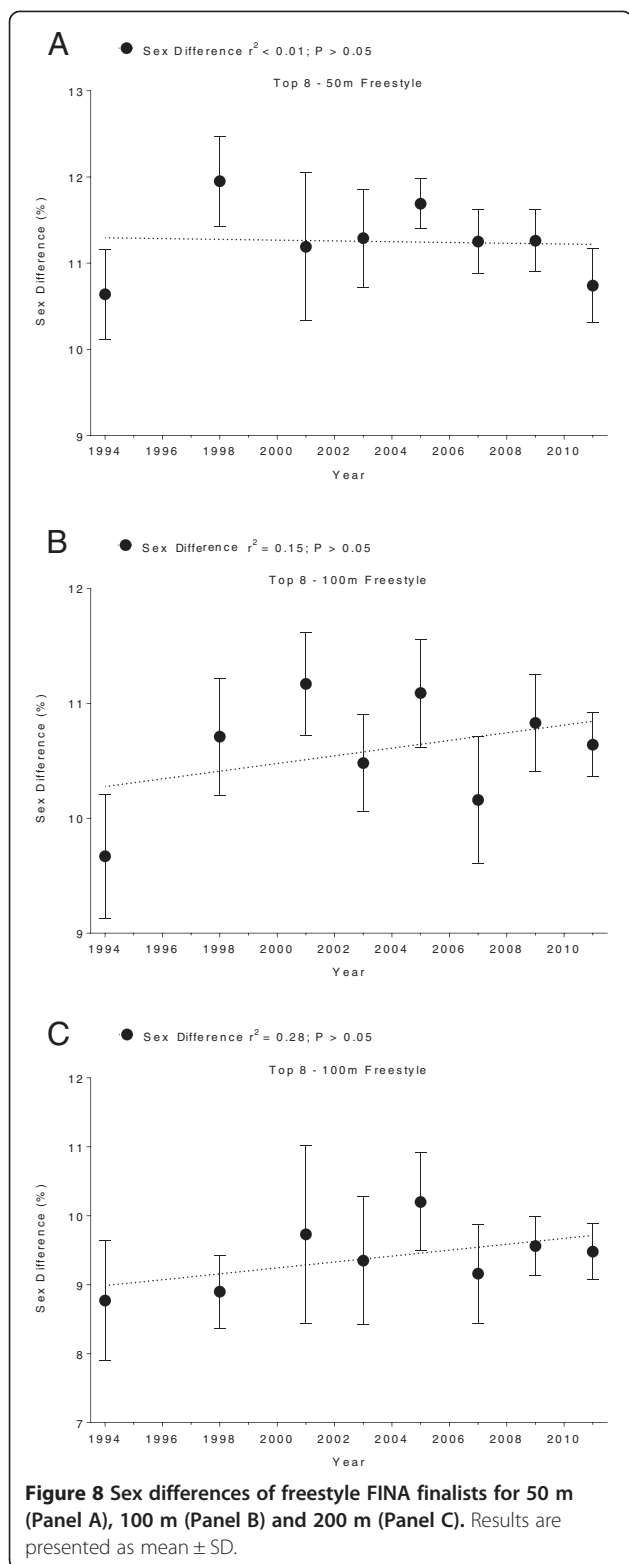 A
Sex Difference r² < 0.01; P > 0.05
Top 8 - 50m Freestyle
13
12
11
10
9
Sex Difference (%)
1994 1996 1998 2000 2002 2004 2006 2008 2010
Year
B
Sex Difference r² = 0.15; P > 0.05
Top 8 - 100m Freestyle
12
11
10
9
Sex Difference (%)
1994 1996 1998 2000 2002 2004 2006 2008 2010
Year
C
Sex Difference r² = 0.28; P > 0.05
Top 8 - 100m Freestyle
12
11
10
9
8
7
Sex Difference (%)
1994 1996 1998 2000 2002 2004 2006 2008 2010
Year
Figure 8 Sex differences of freestyle FINA finalists for 50 m
(Panel A), 100 m (Panel B) and 200 m (Panel C). Results are
presented as mean ± SD.